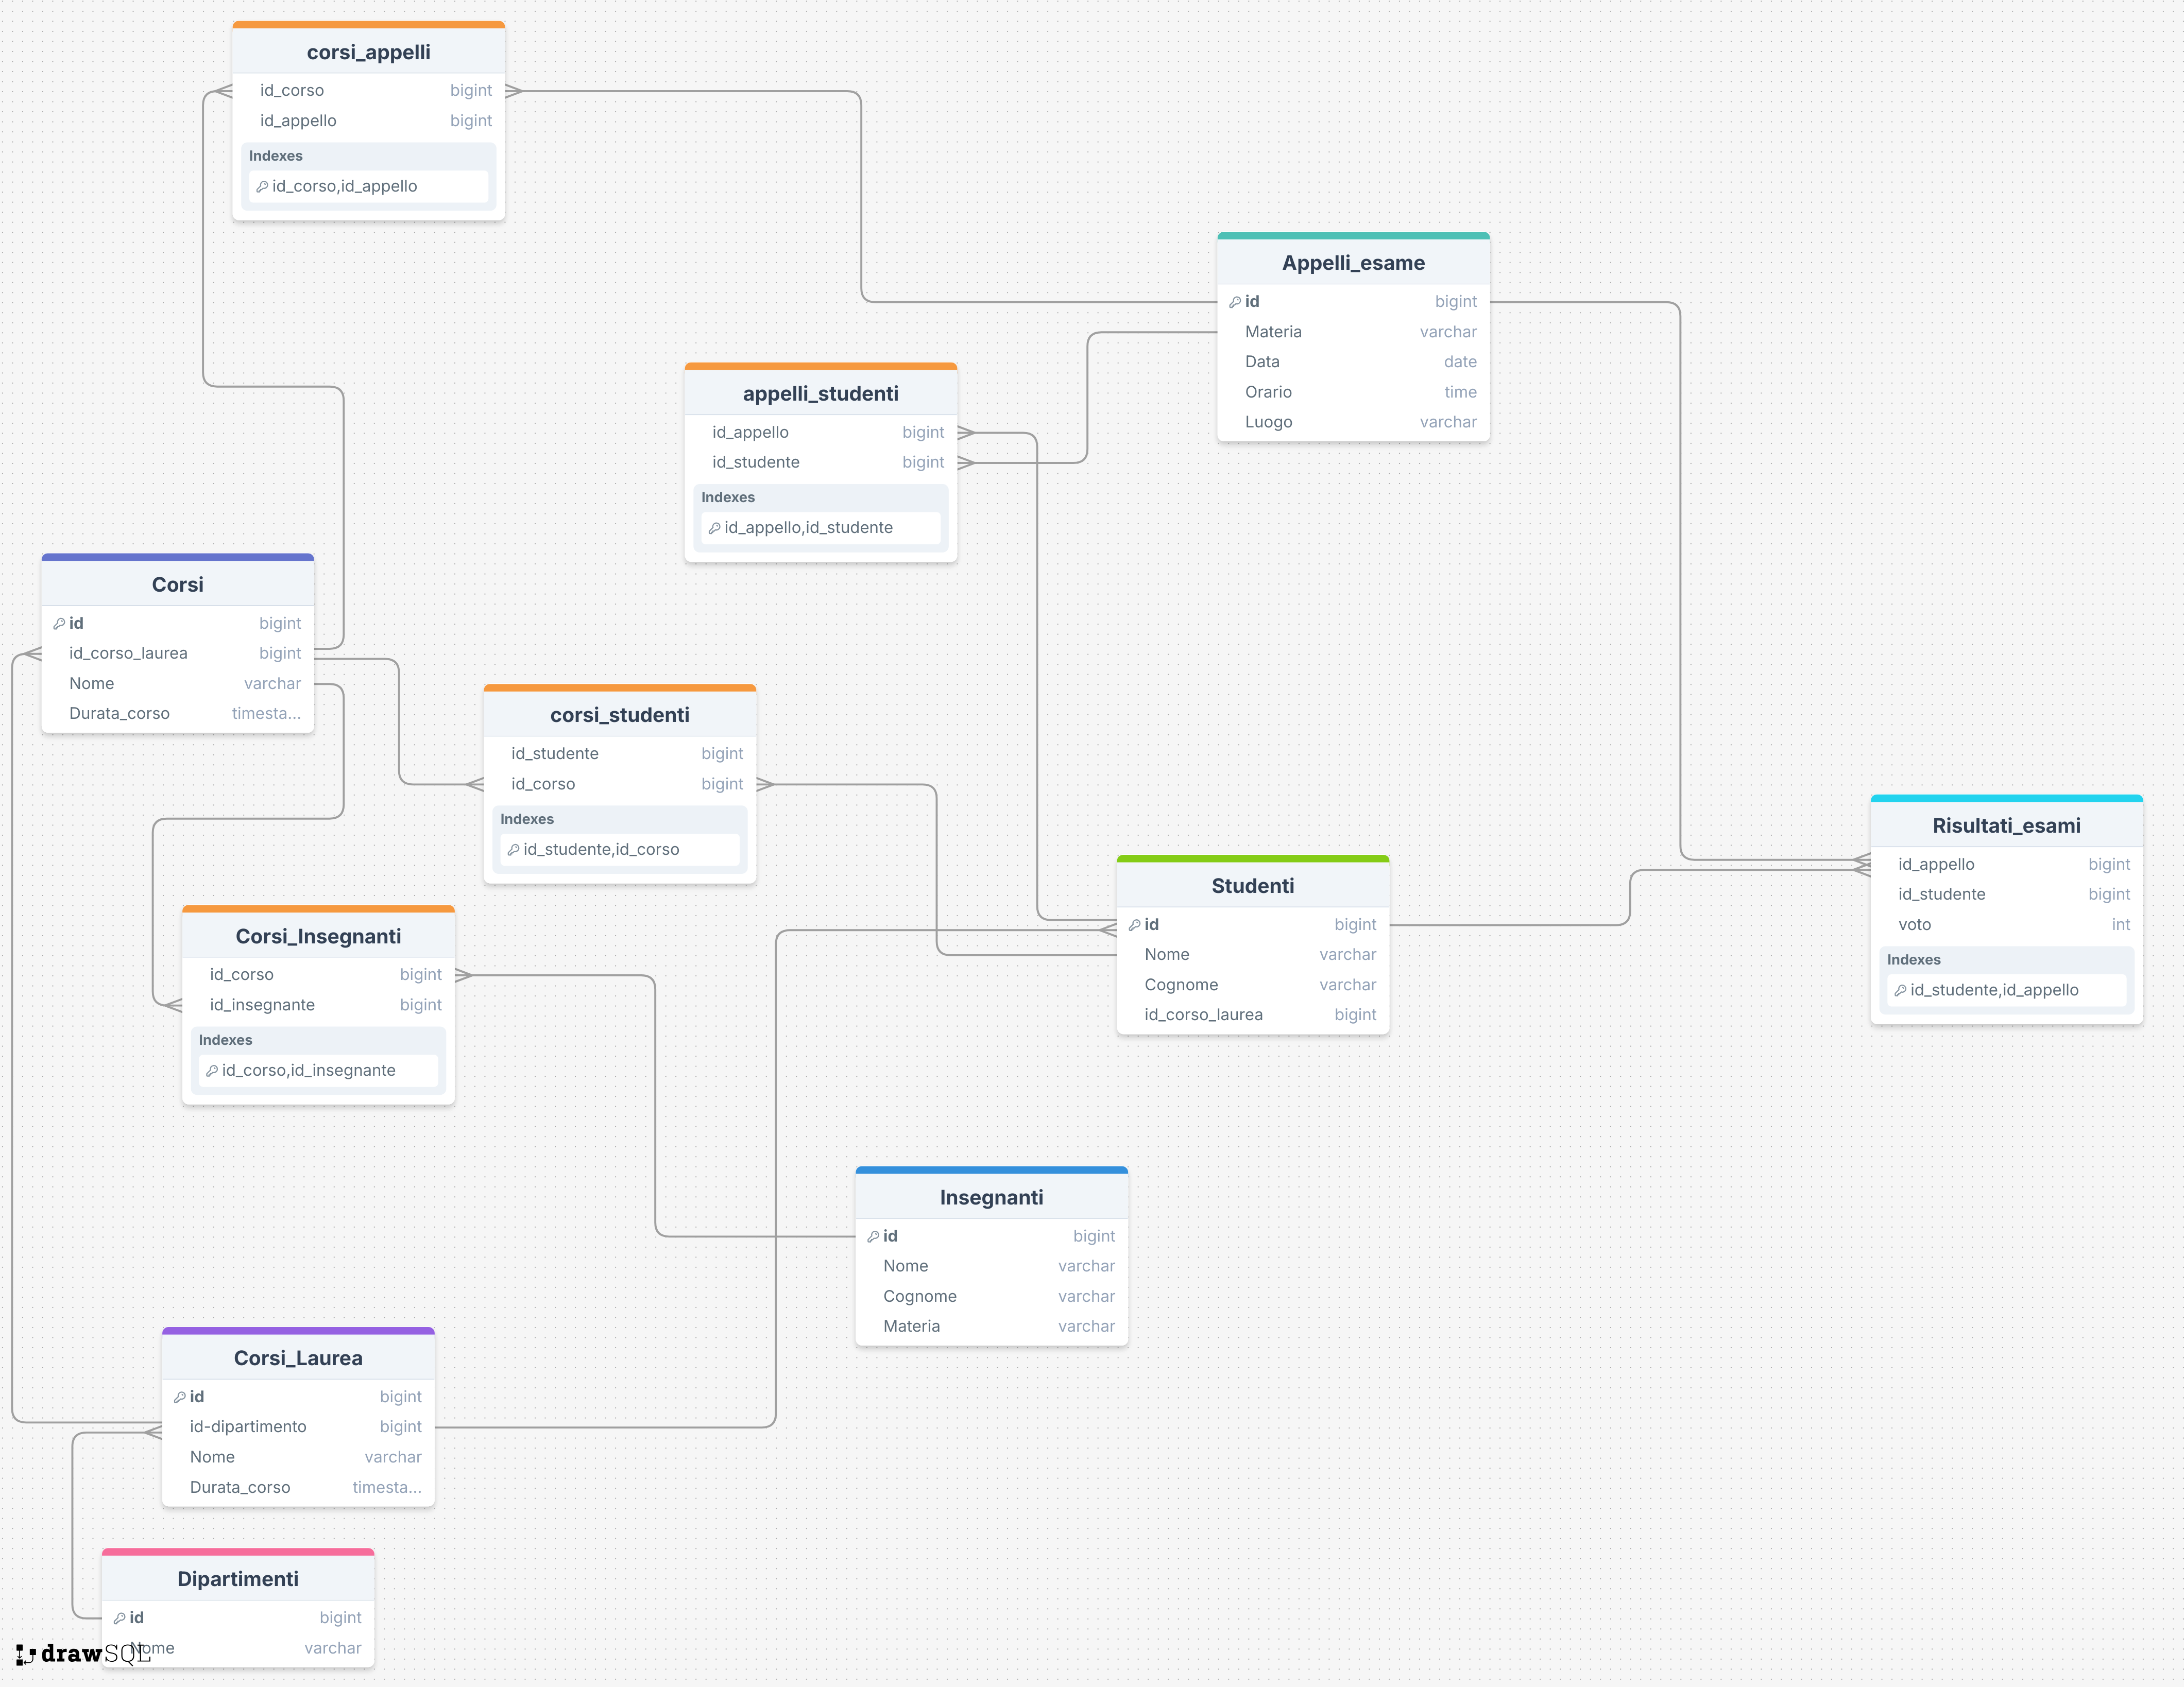 corsi_appelli
id_corso bigint
id_appello bigint
Indexes
id_corso,id_appello
Appelli_esame
id bigint
Materia varchar
Data date
Orario time
Luogo varchar
appelli_studenti
id_appello bigint
id_studente bigint
Indexes
id_appello,id_studente
Corsi
id bigint
id_corso_laurea bigint
Nome varchar
Durata_corso timesta...
corsi_studenti
id_studente bigint
id_corso bigint
Indexes
id_studente,id_corso
Risultati_esami
id_appello bigint
id_studente bigint
voto int
Indexes
id_studente,id_appello
Studenti
id bigint
Nome varchar
Cognome varchar
id_corso_laurea bigint
Corsi_Insegnanti
id_corso bigint
id_insegnante bigint
Indexes
id_corso,id_insegnante
Insegnanti
id bigint
Nome varchar
Cognome varchar
Materia varchar
Corsi_Laurea
id bigint
id-dipartimento bigint
Nome varchar
Durata_corso timesta...
Dipartimenti
id bigint
Nome varchar
drawSQL